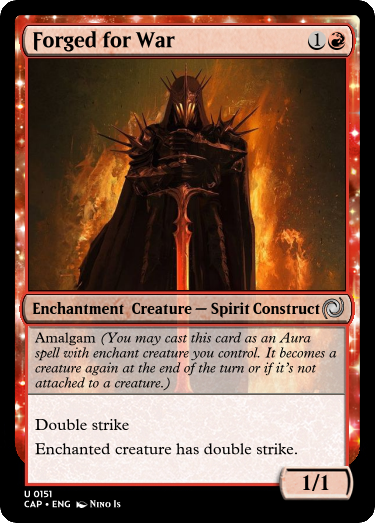 Forged for War 1
Enchantment Creature — Spirit Construct
Amalgam (You may cast this card as an Aura
spell with enchant creature you control. It becomes a
creature again at the end of the turn or if it's not
attached to a creature.)
Double strike
Enchanted creature has double strike.
1/1
U 0151
CAP • ENG Nino Is